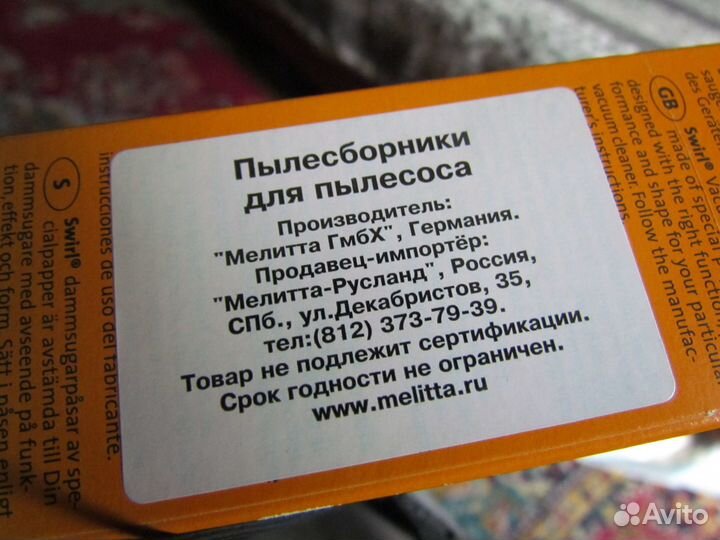 Пылесборники
для пылесоса
Производитель:
"Мелитта ГмбХ", Германия.
Продавец-импортёр:
"Мелитта-Русланд", Россия,
СПб., ул.Декабристов, 35,
тел:(812) 373-79-39.
Товар не подлежит сертификации.
Срок годности не ограничен.
www.melitta.ru
instrucciones de uso del fabricante.
S Swirl® dammsugarpåsar av spe-
cialpapper är avstämda till Din
dammsugare med avseende på funk-
tion,effekt och form. Sätt i påsen enligt
des Geräte
GB Swirl®
made of special
designed with the right funct
formance and shape for your particular
vacuum cleaner. Follow the manufac-
turer's instructions
Avito